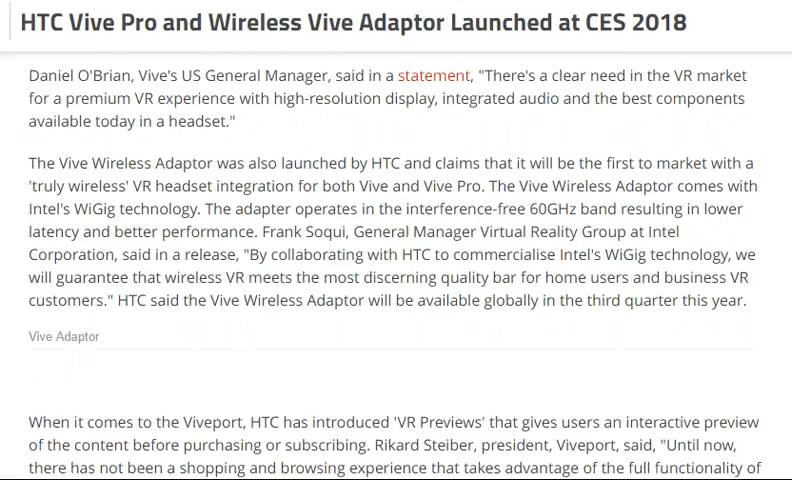 HTC Vive Pro and Wireless Vive Adaptor Launched at CES 2018
Daniel O'Brian, Vive's US General Manager, said in a statement, "There's a clear need in the VR market
for a premium VR experience with high-resolution display, integrated audio and the best components
available today in a headset."
The Vive Wireless Adaptor was also launched by HTC and claims that it will be the first to market with a
'truly wireless' VR headset integration for both Vive and Vive Pro. The Vive Wireless Adaptor comes with
Intel's WiGig technology. The adapter operates in the interference-free 60GHz band resulting in lower
latency and better performance. Frank Soqui, General Manager Virtual Reality Group at Intel
Corporation, said in a release, "By collaborating with HTC to commercialise Intel's WiGig technology, we
will guarantee that wireless VR meets the most discerning quality bar for home users and business VR
customers." HTC said the Vive Wireless Adaptor will be available globally in the third quarter this year.
Vive Adaptor
When it comes to the Viveport, HTC has introduced 'VR Previews' that gives users an interactive preview
of the content before purchasing or subscribing. Rikard Steiber, president, Viveport, said, "Until now,
there has not been a shopping and browsing experience that takes advantage of the full functionality of